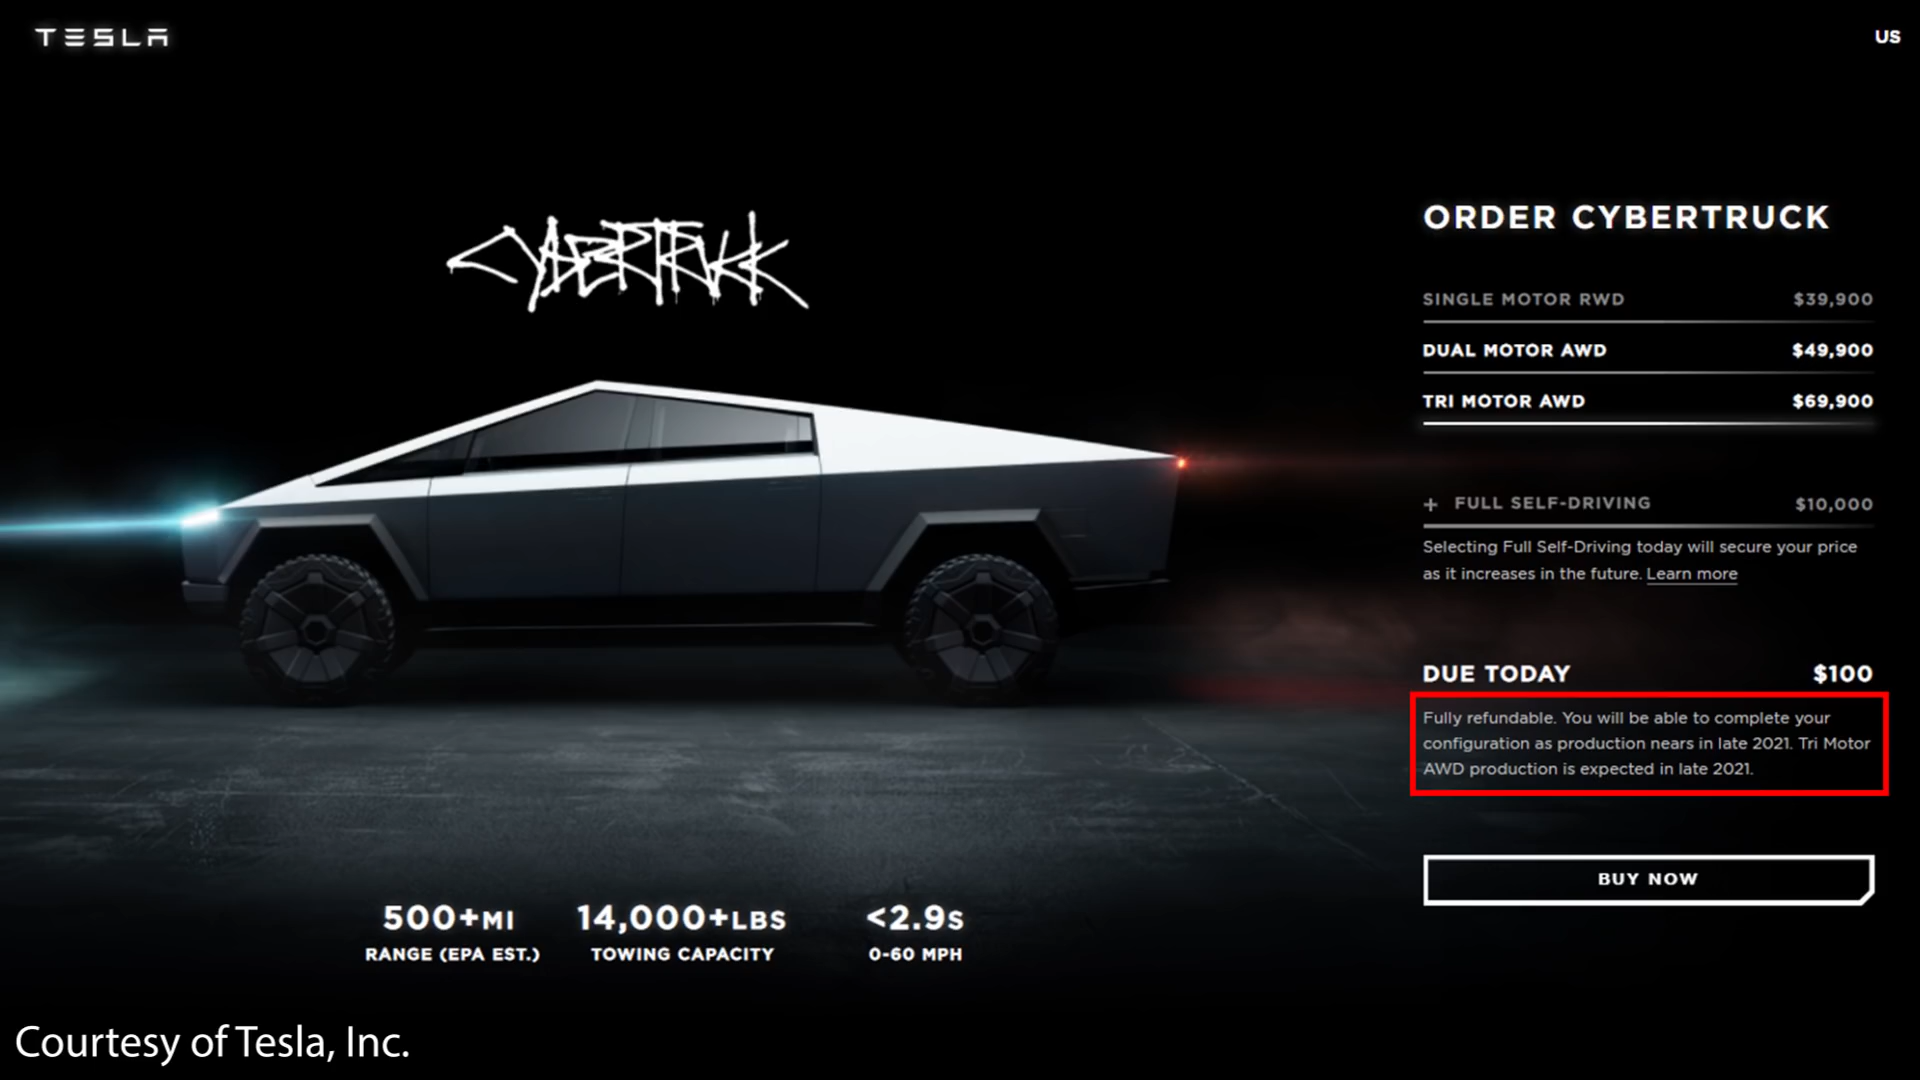 TESLA
US
CYBERTRUCK
ORDER CYBERTRUCK
SINGLE MOTOR RWD $39,900
DUAL MOTOR AWD $49,900
TRI MOTOR AWD $69,900
+ FULL SELF-DRIVING $10,000
Selecting Full Self-Driving today will secure your price
as it increases in the future. Learn more
DUE TODAY $100
Fully refundable. You will be able to complete your
configuration as production nears in late 2021. Tri Motor
AWD production is expected in late 2021.
BUY NOW
500+MI 14,000+LBS <2.9S
RANGE (EPA EST.) TOWING CAPACITY 0-60 MPH
Courtesy of Tesla, Inc.